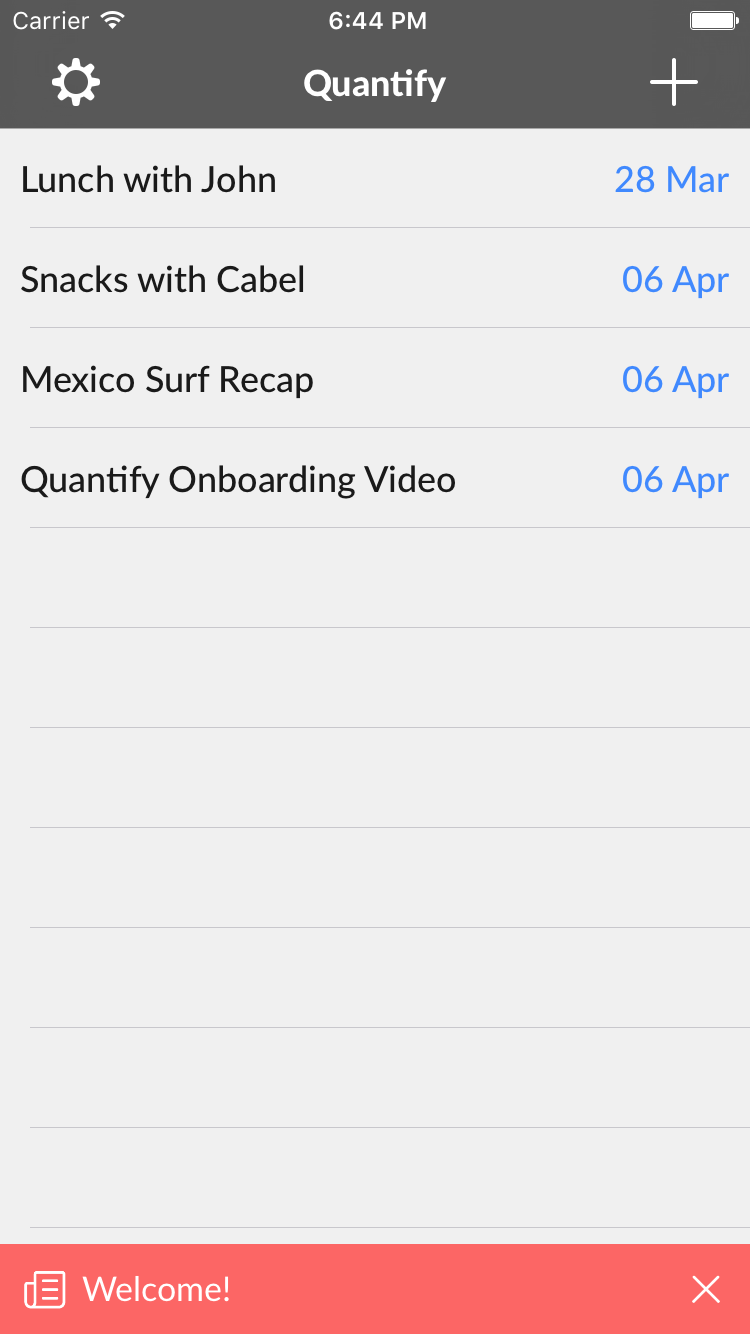 Carrier 6:44 PM
Quantify
Lunch with John 28 Mar
Snacks with Cabel 06 Apr
Mexico Surf Recap 06 Apr
Quantify Onboarding Video 06 Apr
Welcome!